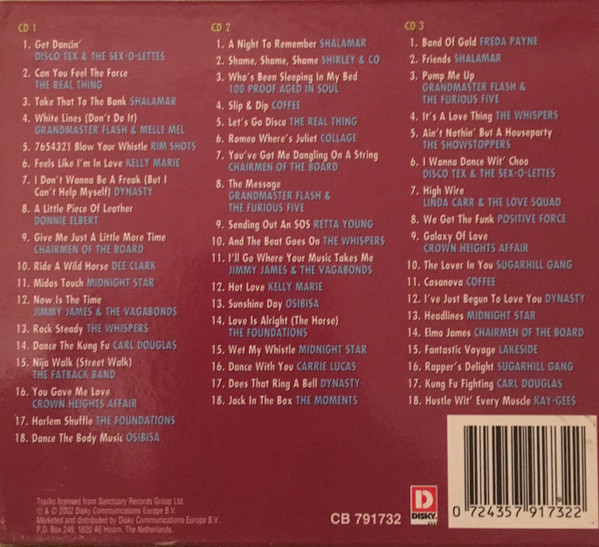 CD 1
1. Get Dancin'
DISCO TEX & THE SEX-O-LETTES
2. Can You Feel The Force
THE REAL THING
3. Take That To The Bank SHALAMAR
4. White Lines (Don't Do It)
GRANDMASTER FLASH & MELLE MEL
5. 7654321 Blow Your Whistle RIM SHOTS
6. Feels Like I'm In Love KELLY MARIE
7. I Don't Wanna Be A Freak (But I
Can't Help Myself) DYNASTY
8. A Little Piece Of Leather
DONNIE ELBERT
9. Give Me Just A Little More Time
CHAIRMEN OF THE BOARD
10. Ride A Wild Horse DEE CLARK
11. Midas Touch MIDNIGHT STAR
12. Now Is The Time
JIMMY JAMES & THE VAGABONDS
13. Rock Steady THE WHISPERS
14. Dance The Kung Fu CARL DOUGLAS
15. Nija Walk (Street Walk)
THE FATBACK BAND
16. You Gave Me Love
CROWN HEIGHTS AFFAIR
17. Harlem Shuffle THE FOUNDATIONS
18. Dance The Body Music OSIBISA
CD 2
1. A Night To Remember SHALAMAR
2. Shame, Shame, Shame SHIRLEY & CO
3. Who's Been Sleeping In My Bed
100 PROOF AGED IN SOUL
4. Slip & Dip COFFEE
5. Let's Go Disco THE REAL THING
6. Romeo Where's Juliet COLLAGE
7. You've Got Me Dangling On A String
CHAIRMEN OF THE BOARD
8. The Message
GRANDMASTER FLASH &
THE FURIOUS FIVE
9. Sending Out An SOS RETTA YOUNG
10. And The Beat Goes On THE WHISPERS
11. I'll Go Where Your Music Takes Me
JIMMY JAMES & THE VAGABONDS
12. Hot Love KELLY MARIE
13. Sunshine Day OSIBISA
14. Love Is Alright (The Horse)
THE FOUNDATIONS
15. Wet My Whistle MIDNIGHT STAR
16. Dance With You CARRIE LUCAS
17. Does That Ring A Bell DYNASTY
18. Jack In The Box THE MOMENTS
CD 3
1. Band Of Gold FREDA PAYNE
2. Friends SHALAMAR
3. Pump Me Up
GRANDMASTER FLASH &
THE FURIOUS FIVE
4. It's A Love Thing THE WHISPERS
5. Ain't Nothin' But A Houseparty
THE SHOWSTOPPERS
6. I Wanna Dance Wit' Choo
DISCO TEX & THE SEX-O-LETTES
7. High Wire
LINDA CARR & THE LOVE SQUAD
8. We Got The Funk POSITIVE FORCE
9. Galaxy Of Love
CROWN HEIGHTS AFFAIR
10. The Lover In You SUGARHILL GANG
11. Casanova COFFEE
12. I've Just Begun To Love You DYNASTY
13. Headlines MIDNIGHT STAR
14. Elmo James CHAIRMEN OF THE BOARD
15. Fantastic Voyage LAKESIDE
16. Rapper's Delight SUGARHILL GANG
17. Kung Fu Fighting CARL DOUGLAS
18. Hustle Wit' Every Muscle KAY-GEES
Tracks licensed from Sanctuary Records Group Ltd.
℗ & © 2002 Disky Communications Europe B.V.
Marketed and distributed by Disky Communications Europe B.V.,
P.O. Box 249, 1620 AE Hoorn, The Netherlands.
CB 791732
D
DISKY
0 724357 917322